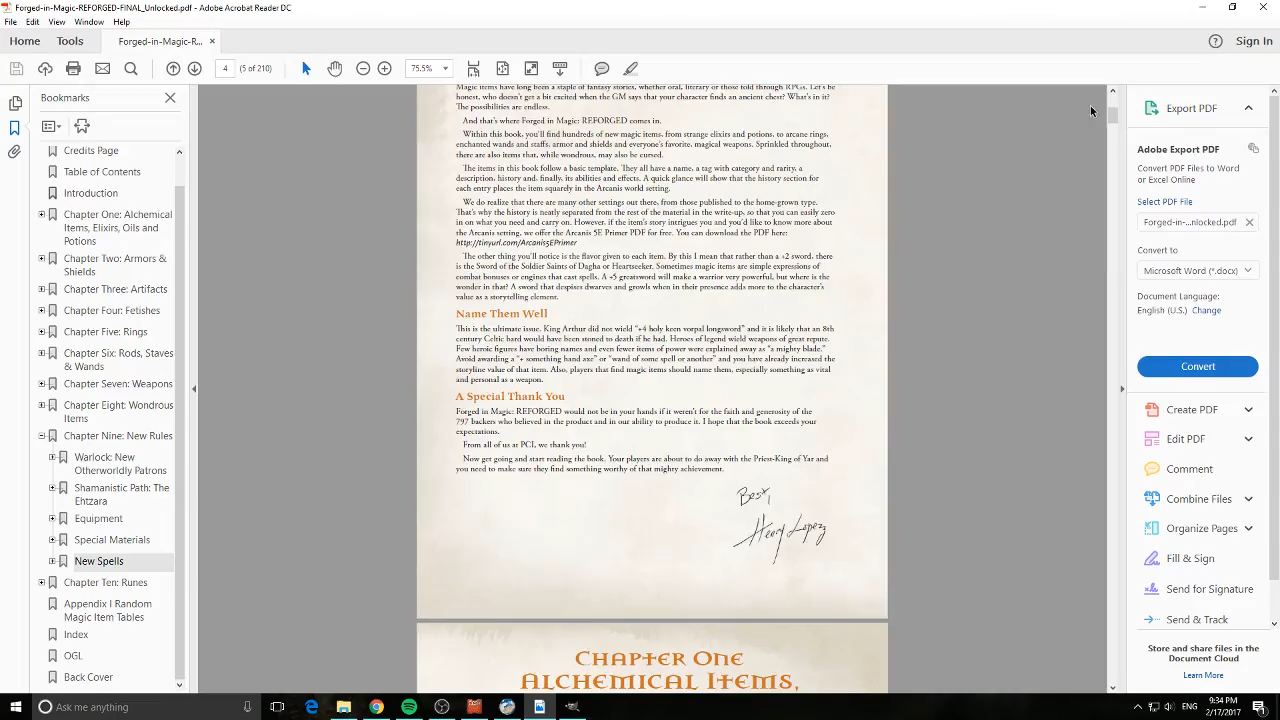 Forged-in-Magic-REFORGED-FINAL_Unlocked.pdf - Adobe Acrobat Reader DC
File Edit View Window Help
Home Tools Forged-in-Magic-R... × Sign In
4 (5 of 210) 75.5%
Bookmarks
Credits Page
Table of Contents
Introduction
Chapter One: Alchemical
Items, Elixirs, Oils and
Potions
Chapter Two: Armors &
Shields
Chapter Three: Artifacts
Chapter Four: Fetishes
Chapter Five: Rings
Chapter Six: Rods, Staves
& Wands
Chapter Seven: Weapons
Chapter Eight: Wondrous
Items
Chapter Nine: New Rules
Warlock: New
Otherworldly Patrons
Shamanistic Path: The
Ehtzara
Equipment
Special Materials
New Spells
Chapter Ten: Runes
Appendix I Random
Magic Item Tables
Index
OGL
Back Cover
Magic items have long been a staple of fantasy stories, whether oral, literary or those told through RPGs. Let's be
honest, who doesn't get a bit excited when the GM says that your character finds an ancient chest? What's in it?
The possibilities are endless.
And that's where Forged in Magic: REFORGED comes in.
Within this book, you'll find hundreds of new magic items, from strange elixirs and potions, to arcane rings,
enchanted wands and staffs, armor and shields and everyone's favorite, magical weapons. Sprinkled throughout,
there are also items that, while wondrous, may also be cursed.
The items in this book follow a basic template. They all have a name, a tag with category and rarity, a
description, history and, finally, its abilities and effects. A quick glance will show that the history section for
each entry places the item squarely in the Arcanis world setting.
We do realize that there are many other settings out there, from those published to the home-grown type.
That's why the history is neatly separated from the rest of the material in the write-up, so that you can easily zero
in on what you need and carry on. However, if the item's story intrigues you and you'd like to know more about
the Arcanis setting, we offer the Arcanis 5E Primer PDF for free. You can download the PDF here:
http://tinyurl.com/Arcanis5EPrimer
The other thing you'll notice is the flavor given to each item. By this I mean that rather than a +2 sword, there
is the Sword of the Soldier Saints of Dagha or Heartseeker. Sometimes magic items are simple expressions of
combat bonuses or engines that cast spells. A +5 greatsword will make a warrior very powerful, but where is the
wonder in that? A sword that despises dwarves and growls when in their presence adds more to the character's
value as a storytelling element.
Name Them Well
This is the ultimate issue. King Arthur did not wield “+4 holy keen vorpal longsword” and it is likely that an 8th
century Celtic bard would have been stoned to death if he had. Heroes of legend wield weapons of great repute.
Few heroic figures have boring names and even fewer items of power were explained away as “a mighty blade.”
Avoid awarding a “+ something hand axe” or “wand of some spell or another” and you have already increased the
storyline value of that item. Also, players that find magic items should name them, especially something as vital
and personal as a weapon.
A Special Thank You
Forged in Magic: REFORGED would not be in your hands if it weren't for the faith and generosity of the
797 backers who believed in the product and in our ability to produce it. I hope that the book exceeds your
expectations.
From all of us at PCI, we thank you!
Now get going and start reading the book. Your players are about to do away with the Priest-King of Yar and
you need to make sure they find something worthy of that mighty achievement.
Best,
Henry Lopez
Chapter One
Alchemical Items,
Export PDF
Adobe Export PDF
Convert PDF Files to Word
or Excel Online
Select PDF File
Forged-in-...nlocked.pdf ×
Convert to
Microsoft Word (*.docx)
Document Language:
English (U.S.) Change
Convert
Create PDF
Edit PDF
Comment
Combine Files
Organize Pages
Fill & Sign
Send for Signature
Send & Track
Store and share files in the
Document Cloud
Learn More
Ask me anything
9:34 PM
2/17/2017